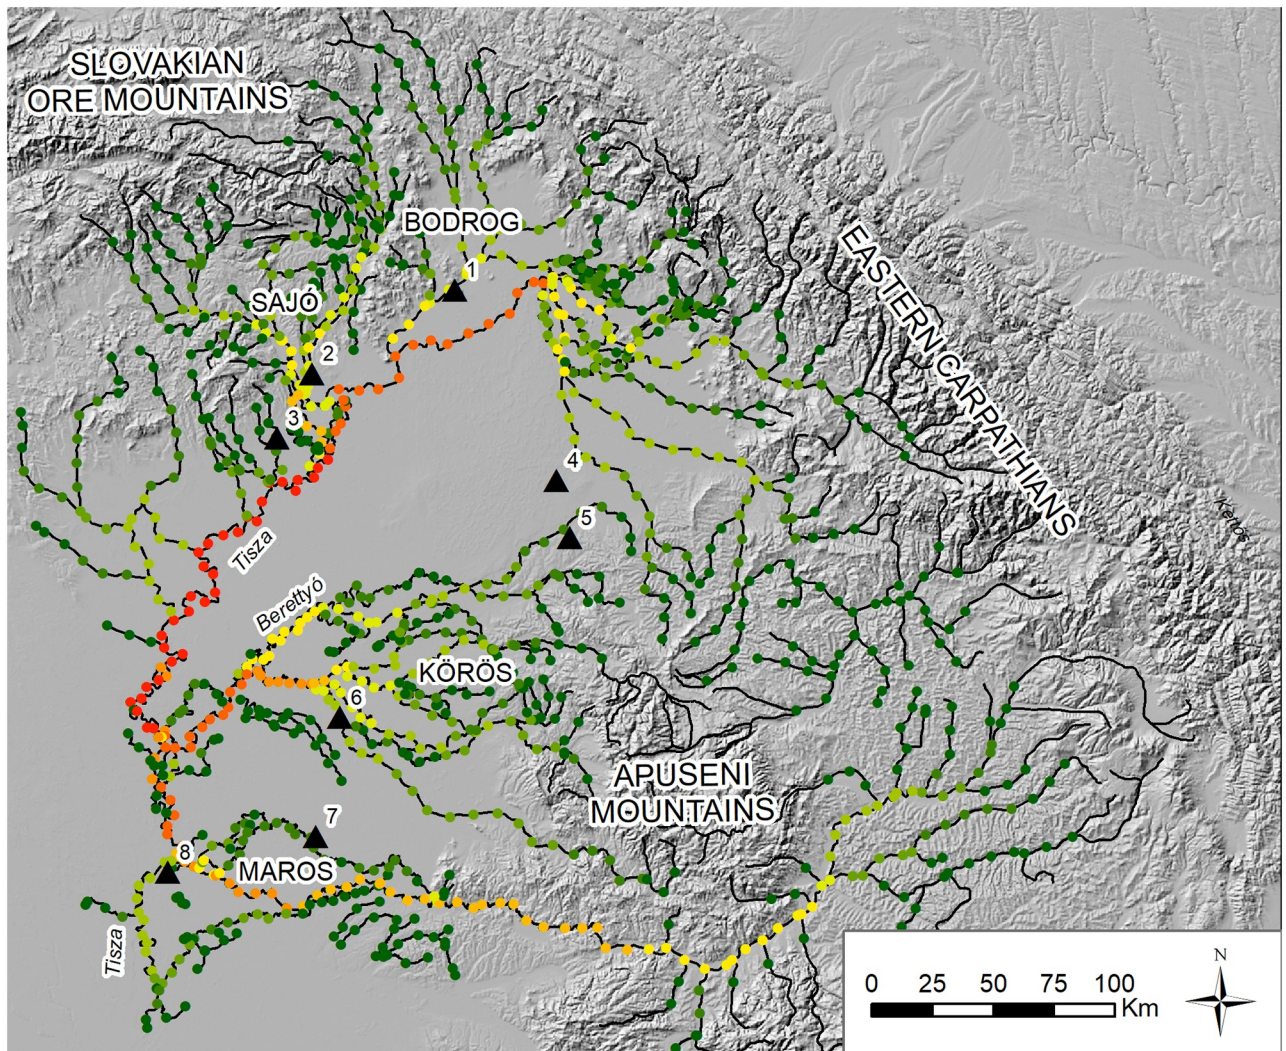 SLOVAKIAN
ORE MOUNTAINS
BODROG
EASTERN CARPATHIANS
1
SAJÓ
2
3
4
Keltós
5
Tisza
Berettyó
KÖRÖS
6
APUSENI
MOUNTAINS
7
8
MAROS
Tisza
N
0 25 50 75 100
Km